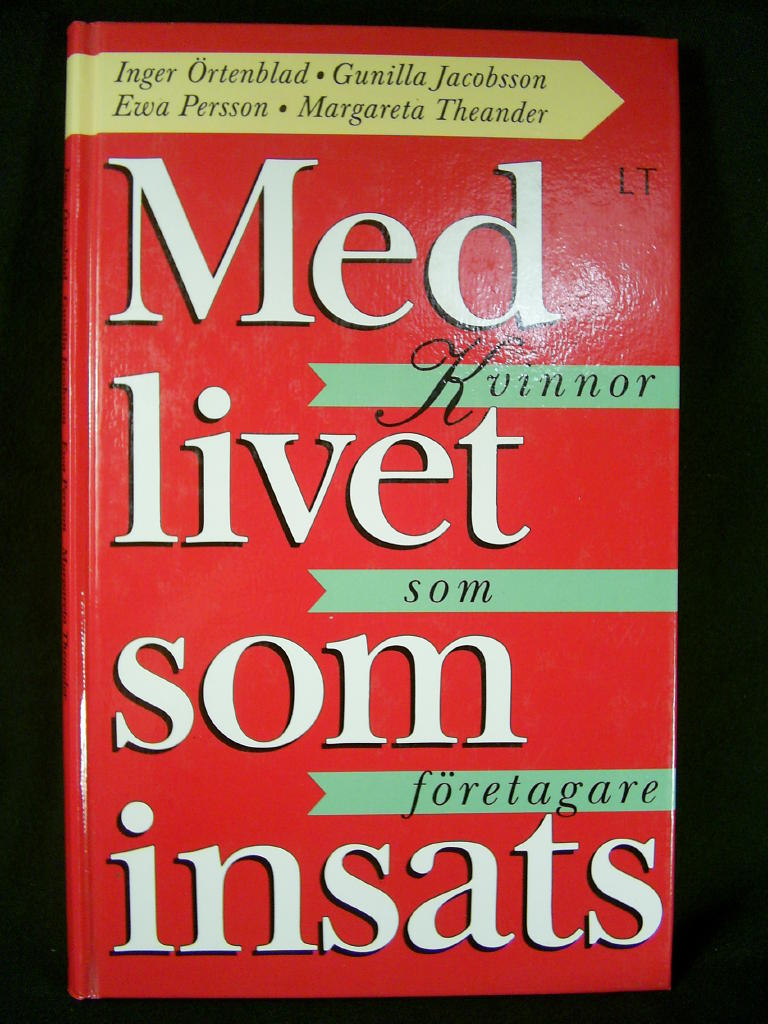 Inger Örtenblad • Gunilla Jacobsson
Ewa Persson • Margareta Theander
LT
Med
Kvinnor
livet
som
som
företagare
insats